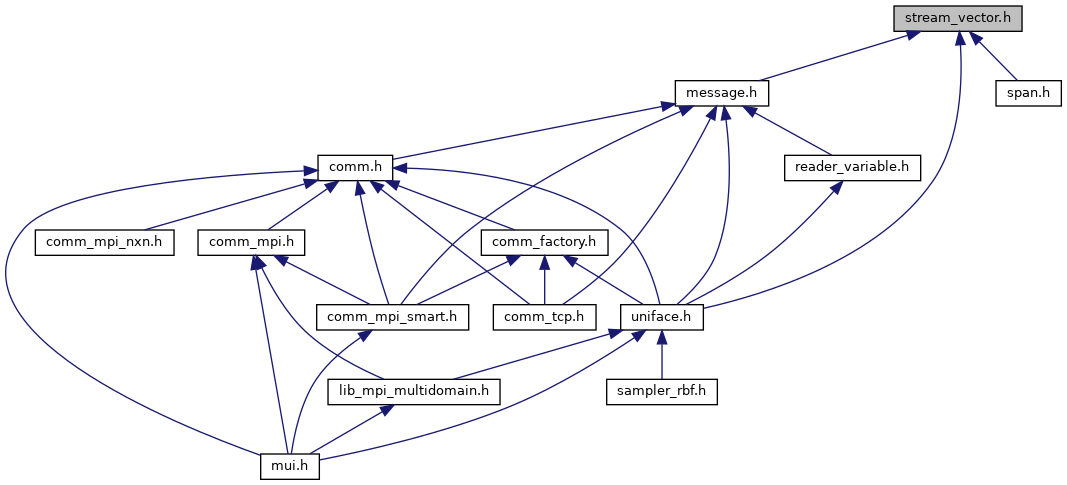 stream_vector.h
message.h
span.h
comm.h
reader_variable.h
comm_mpi_nxn.h
comm_mpi.h
comm_factory.h
comm_mpi_smart.h
comm_tcp.h
uniface.h
lib_mpi_multidomain.h
sampler_rbf.h
mui.h